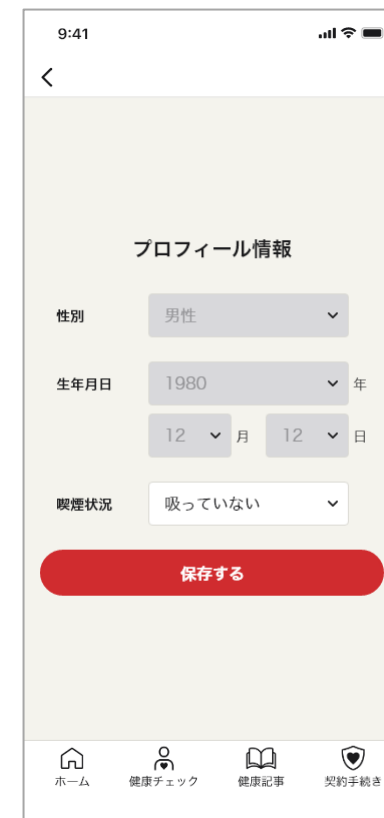 9:41
プロフィール情報
性別 男性
生年月日 1980 年
12 月 12 日
喫煙状況 吸っていない
保存する
ホーム 健康チェック 健康記事 契約手続き